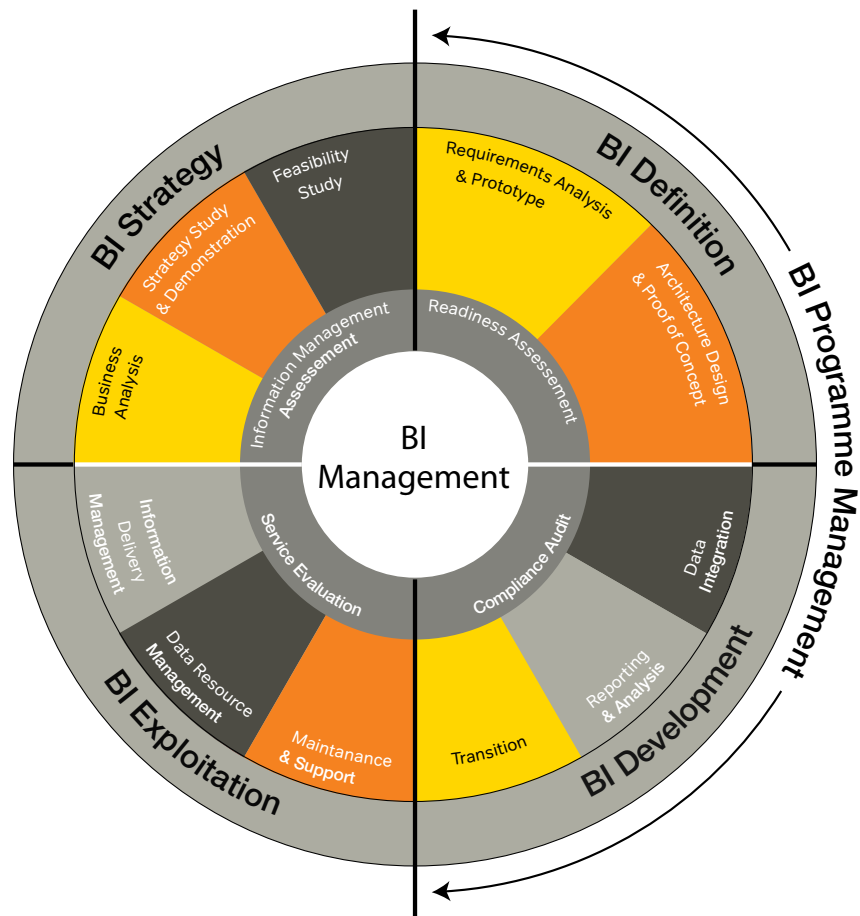 BI Strategy
Feasibility
Study
Strategy Study
& Demonstration
Business
Analysis
Information Management
Assessement
BI Definition
Requirements Analysis
& Prototype
Architecture Design
& Proof of Concept
Readiness Assessement
BI Programme Management
BI
Management
BI Development
Data
Integration
Reporting
& Analysis
Transition
Compliance Audit
BI Exploitation
Maintanance
& Support
Data Resource
Management
Information
Delivery
Management
Service Evaluation